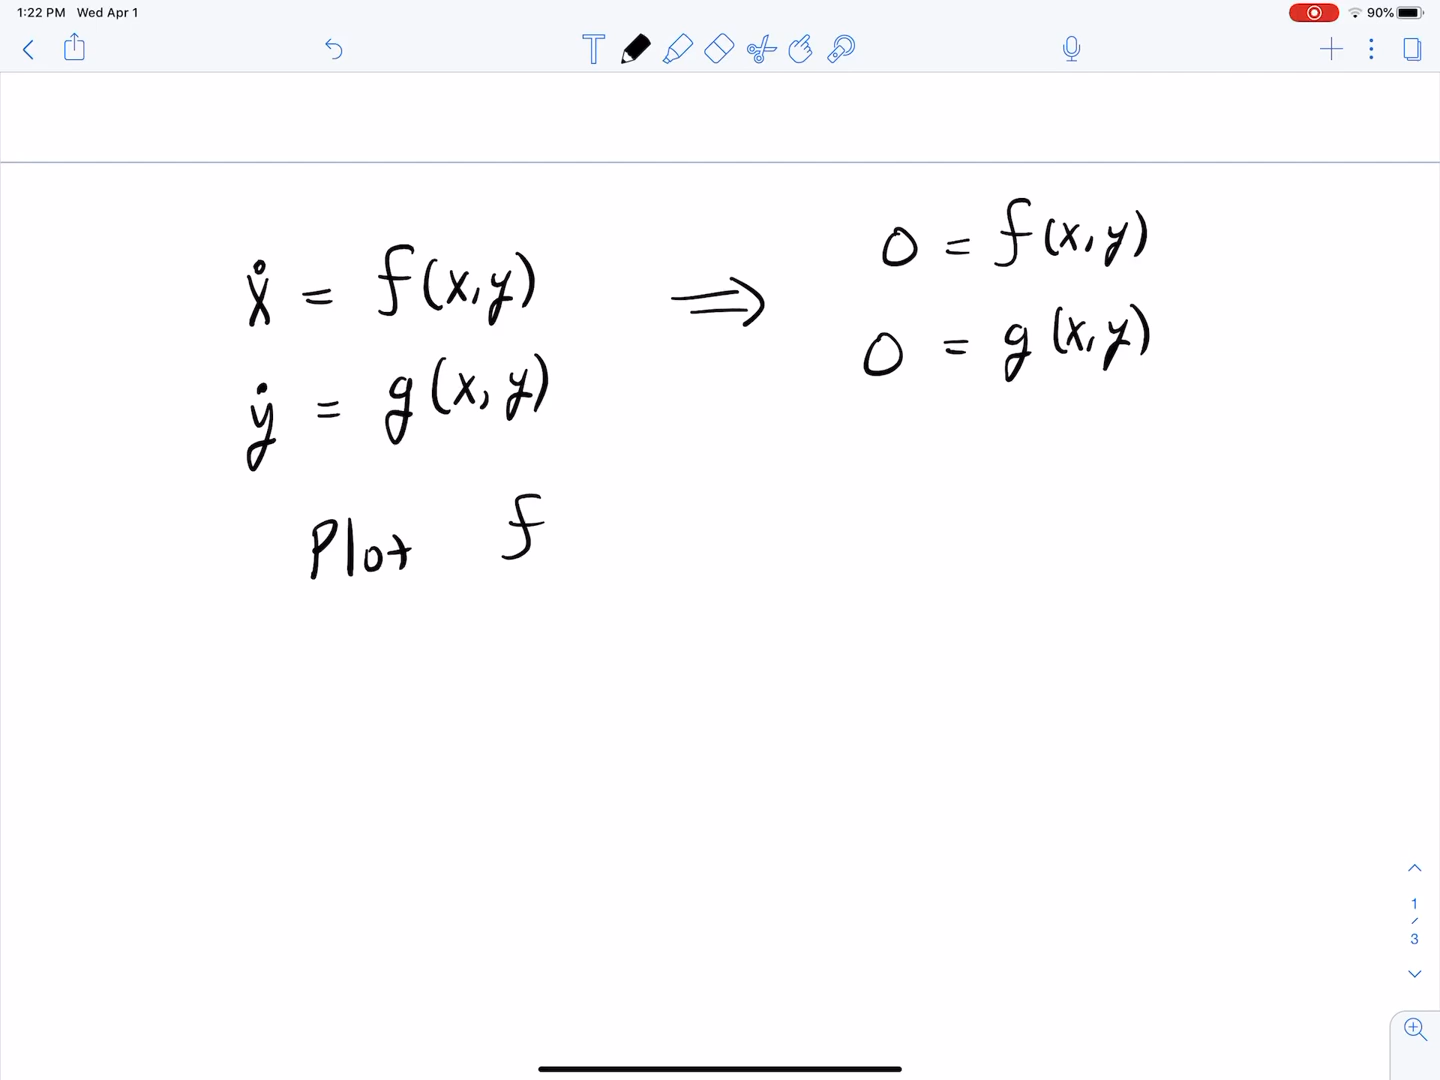 1:22 PM Wed Apr 1 90%
ẋ = f(x,y) ⟹ 0 = f(x,y)
ẏ = g(x,y) 0 = g(x,y)
Plot f
1
/
3